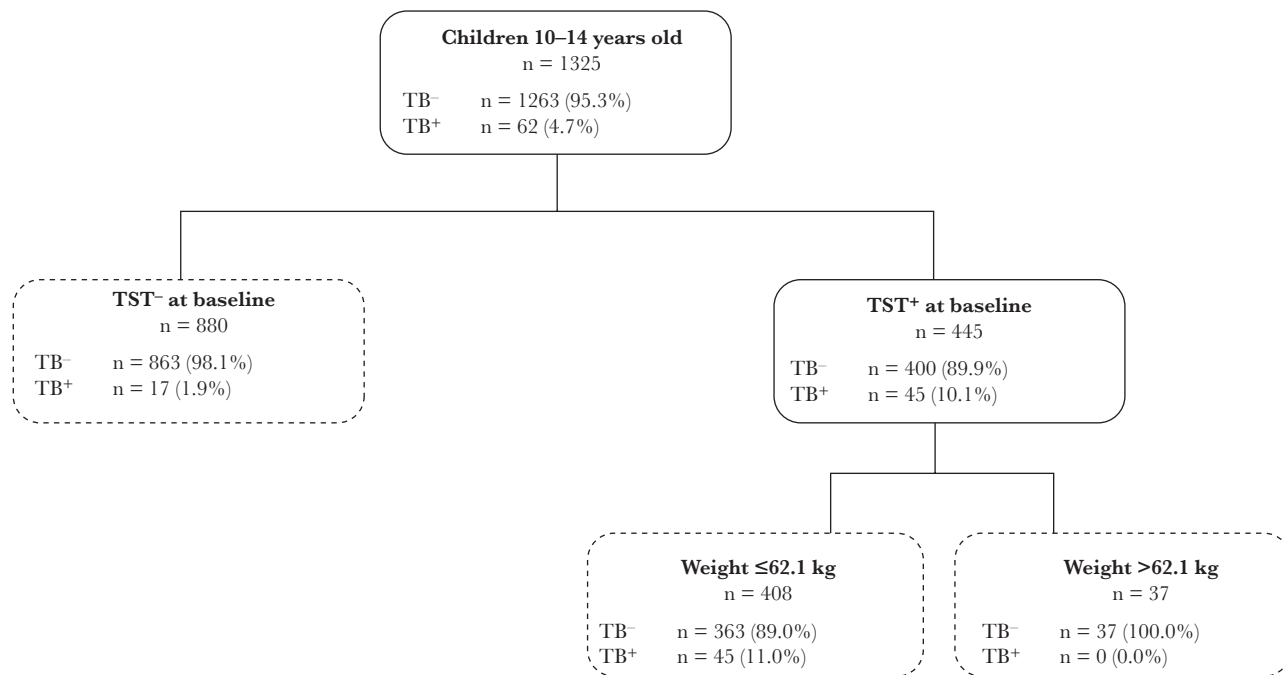 Children 10–14 years old
n = 1325
TB⁻ n = 1263 (95.3%)
TB⁺ n = 62 (4.7%)
TST⁻ at baseline
n = 880
TB⁻ n = 863 (98.1%)
TB⁺ n = 17 (1.9%)
TST⁺ at baseline
n = 445
TB⁻ n = 400 (89.9%)
TB⁺ n = 45 (10.1%)
Weight ≤62.1 kg
n = 408
TB⁻ n = 363 (89.0%)
TB⁺ n = 45 (11.0%)
Weight >62.1 kg
n = 37
TB⁻ n = 37 (100.0%)
TB⁺ n = 0 (0.0%)